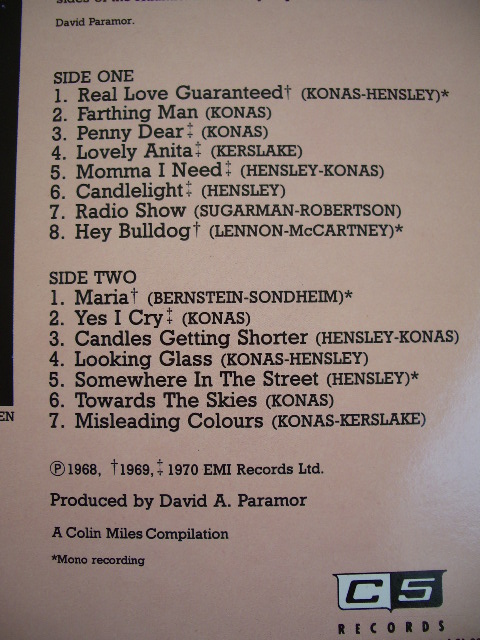 David Paramor.
SIDE ONE
1. Real Love Guaranteed† (KONAS-HENSLEY)*
2. Farthing Man (KONAS)
3. Penny Dear‡ (KONAS)
4. Lovely Anita‡ (KERSLAKE)
5. Momma I Need‡ (HENSLEY-KONAS)
6. Candlelight‡ (HENSLEY)
7. Radio Show (SUGARMAN-ROBERTSON)
8. Hey Bulldog† (LENNON-McCARTNEY)*
SIDE TWO
1. Maria† (BERNSTEIN-SONDHEIM)*
2. Yes I Cry‡ (KONAS)
3. Candles Getting Shorter (HENSLEY-KONAS)
4. Looking Glass (KONAS-HENSLEY)
5. Somewhere In The Street (HENSLEY)*
6. Towards The Skies (KONAS)
7. Misleading Colours (KONAS-KERSLAKE)
EN
℗1968, †1969, ‡ 1970 EMI Records Ltd.
Produced by David A. Paramor
A Colin Miles Compilation
*Mono recording
C5
RECORDS